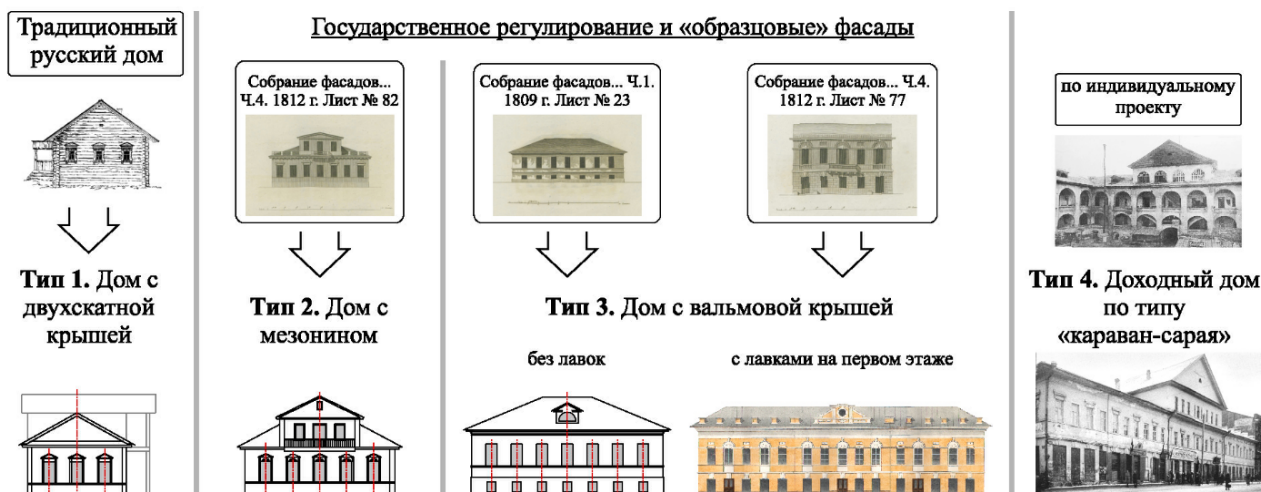 Традиционный
русский дом
Государственное регулирование и «образцовые» фасады
Собрание фасадов...
Ч.4. 1812 г. Лист № 82
Собрание фасадов... Ч.1.
1809 г. Лист № 23
Собрание фасадов... Ч.4.
1812 г. Лист № 77
по индивидуальному
проекту
Тип 1. Дом с
двухскатной
крышей
Тип 2. Дом с
мезонином
Тип 3. Дом с вальмовой крышей
без лавок
с лавками на первом этаже
Тип 4. Доходный дом
по типу
«караван-сарая»